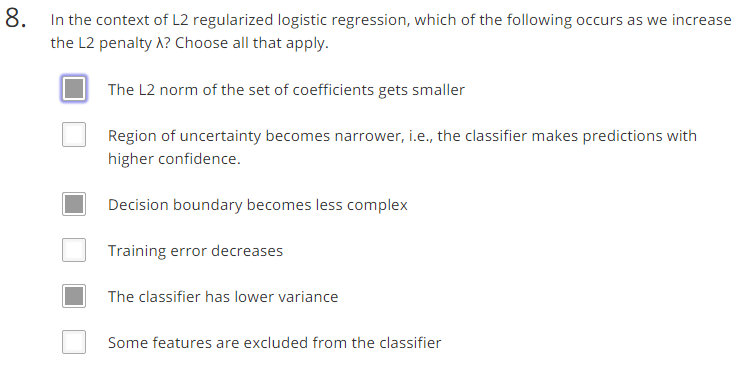 8. In the context of L2 regularized logistic regression, which of the following occurs as we increase
the L2 penalty λ? Choose all that apply.
The L2 norm of the set of coefficients gets smaller
Region of uncertainty becomes narrower, i.e., the classifier makes predictions with
higher confidence.
Decision boundary becomes less complex
Training error decreases
The classifier has lower variance
Some features are excluded from the classifier